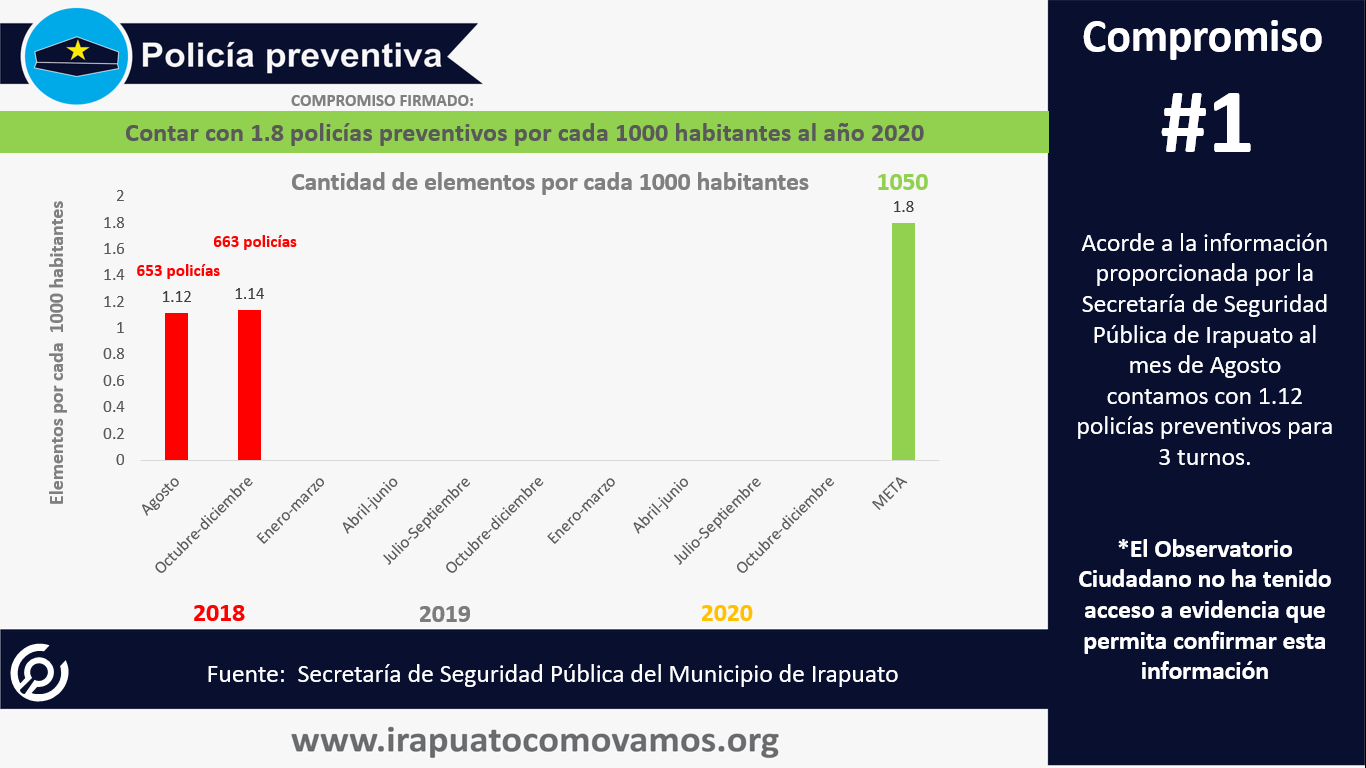 Policía preventiva
COMPROMISO FIRMADO:
Contar con 1.8 policías preventivos por cada 1000 habitantes al año 2020
Cantidad de elementos por cada 1000 habitantes
1050
Elementos por cada 1000 habitantes
2
1.8
1.6
1.4
1.2
1
0.8
0.6
0.4
0.2
0
653 policías
1.12
663 policías
1.14
1.8
Agosto
Octubre-diciembre
Enero-marzo
Abril-junio
Julio-Septiembre
Octubre-diciembre
Enero-marzo
Abril-junio
Julio-Septiembre
Octubre-diciembre
META
2018
2019
2020
Fuente: Secretaría de Seguridad Pública del Municipio de Irapuato
www.irapuatocomovamos.org
Compromiso
#1
Acorde a la información
proporcionada por la
Secretaría de Seguridad
Pública de Irapuato al
mes de Agosto
contamos con 1.12
policías preventivos para
3 turnos.
*El Observatorio
Ciudadano no ha tenido
acceso a evidencia que
permita confirmar esta
información